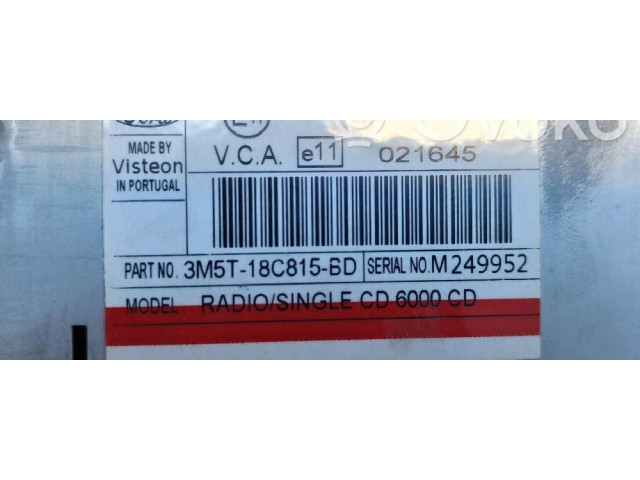 Ford
MADE BY
Visteon
IN PORTUGAL
V.C.A. e11 021645
PART NO. 3M5T-18C815-BD SERIAL NO. M249952
MODEL RADIO/SINGLE CD 6000 CD